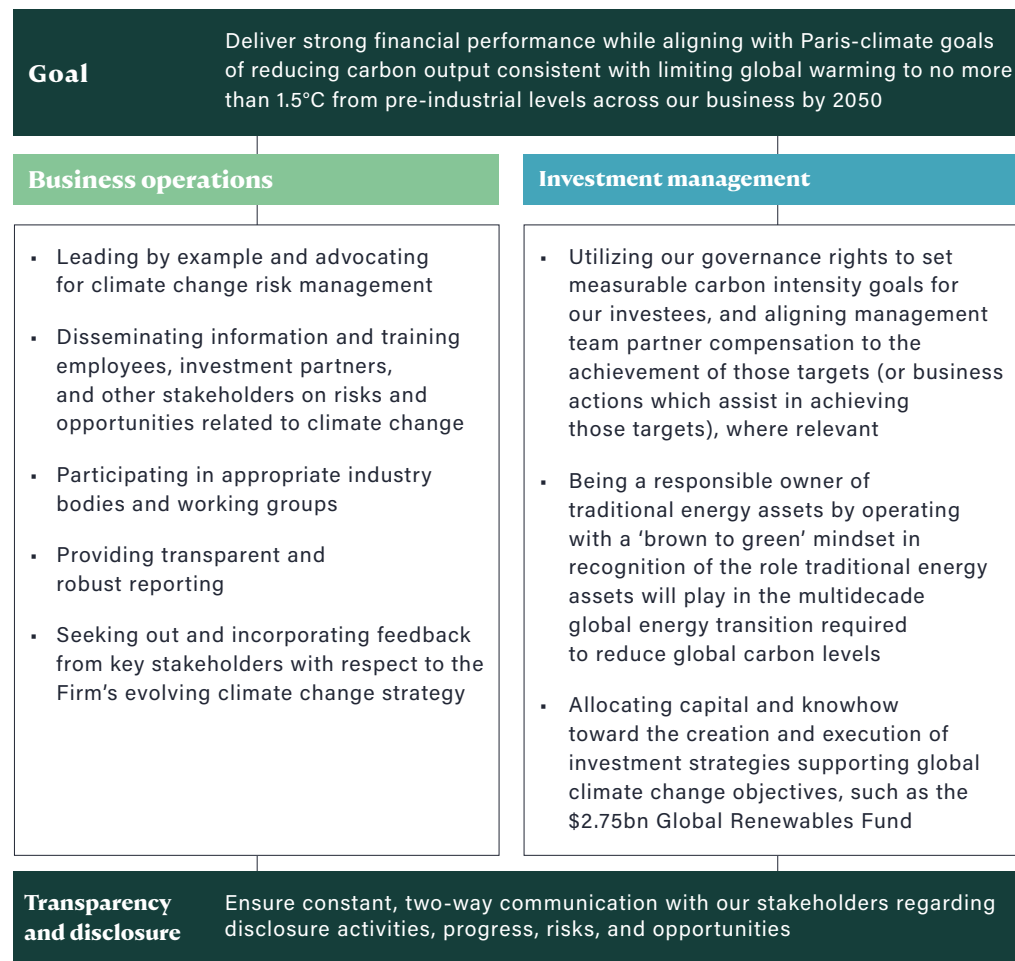 Goal
Deliver strong financial performance while aligning with Paris-climate goals
of reducing carbon output consistent with limiting global warming to no more
than 1.5°C from pre-industrial levels across our business by 2050
Business operations
▪ Leading by example and advocating
for climate change risk management
▪ Disseminating information and training
employees, investment partners,
and other stakeholders on risks and
opportunities related to climate change
▪ Participating in appropriate industry
bodies and working groups
▪ Providing transparent and
robust reporting
▪ Seeking out and incorporating feedback
from key stakeholders with respect to the
Firm’s evolving climate change strategy
Investment management
▪ Utilizing our governance rights to set
measurable carbon intensity goals for
our investees, and aligning management
team partner compensation to the
achievement of those targets (or business
actions which assist in achieving
those targets), where relevant
▪ Being a responsible owner of
traditional energy assets by operating
with a ‘brown to green’ mindset in
recognition of the role traditional energy
assets will play in the multidecade
global energy transition required
to reduce global carbon levels
▪ Allocating capital and knowhow
toward the creation and execution of
investment strategies supporting global
climate change objectives, such as the
$2.75bn Global Renewables Fund
Transparency
and disclosure
Ensure constant, two-way communication with our stakeholders regarding
disclosure activities, progress, risks, and opportunities